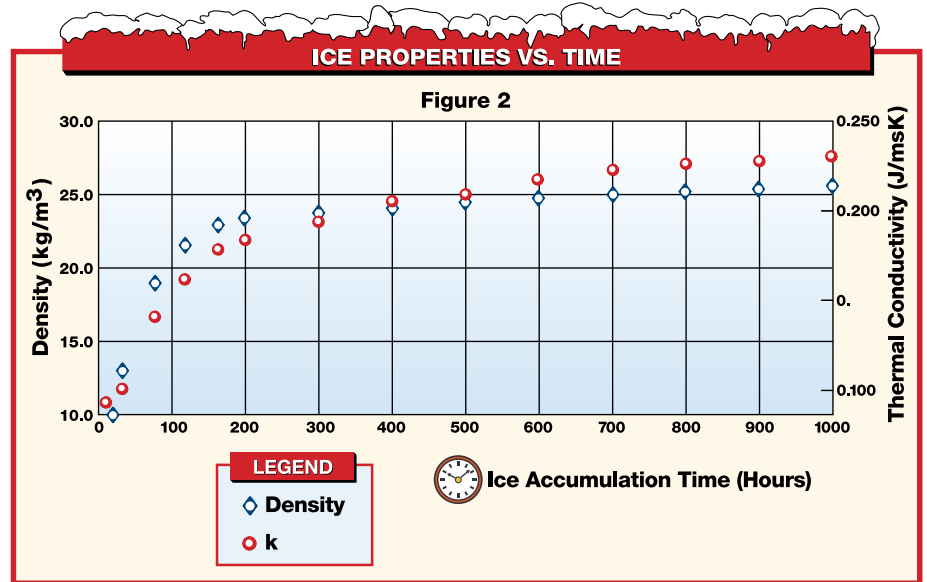 ICE PROPERTIES VS. TIME
Figure 2
Density (kg/m3)
30.0
25.0
20.0
15.0
10.0
0 100 200 300 400 500 600 700 800 900 1000
0.250
0.200
0.
0.100
Thermal Conductivity (J/msK)
Ice Accumulation Time (Hours)
LEGEND
Density
k